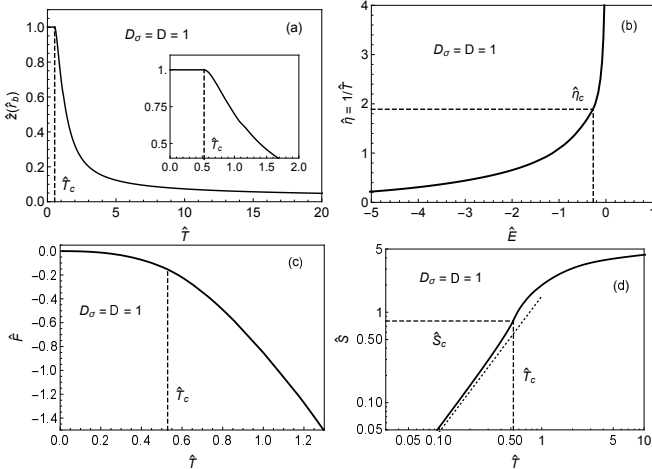 (a)
D_σ = D = 1
ẑ(r̂_b)
1.0
0.8
0.6
0.4
0.2
0.0
T̂_c
0
5
10
15
20
T̂
1.
0.75
0.5
T̂_c
0.0
0.5
1.0
1.5
2.0
(b)
D_σ = D = 1
η̂ = 1/T̂
4
3
2
1
0
η̂_c
-5
-4
-3
-2
-1
0
Ê
(c)
D_σ = D = 1
F̂
0.0
-0.2
-0.4
-0.6
-0.8
-1.0
-1.2
-1.4
T̂_c
0.0
0.2
0.4
0.6
0.8
1.0
1.2
T̂
(d)
D_σ = D = 1
Ŝ
5
1
0.50
0.10
0.05
Ŝ_c
T̂_c
0.05
0.10
0.50
1
5
10
T̂